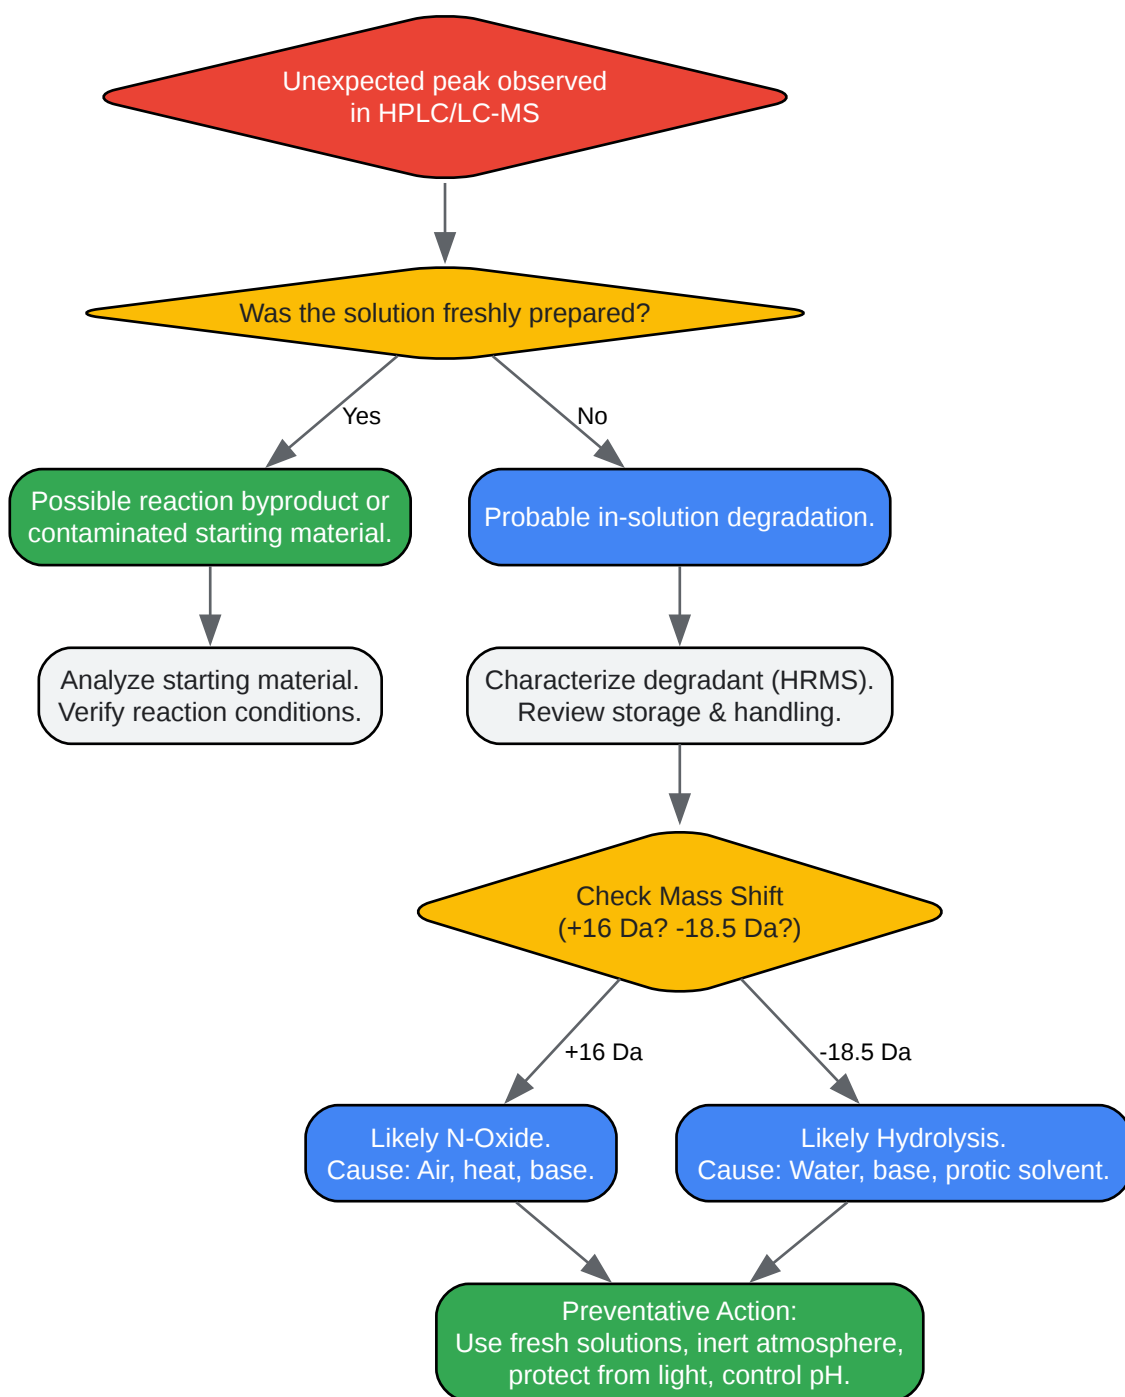 Unexpected peak observed
in HPLC/LC-MS
Was the solution freshly prepared?
Yes
No
Possible reaction byproduct or
contaminated starting material.
Probable in-solution degradation.
Analyze starting material.
Verify reaction conditions.
Characterize degradant (HRMS).
Review storage & handling.
Check Mass Shift
(+16 Da? -18.5 Da?)
+16 Da
-18.5 Da
Likely N-Oxide.
Cause: Air, heat, base.
Likely Hydrolysis.
Cause: Water, base, protic solvent.
Preventative Action:
Use fresh solutions, inert atmosphere,
protect from light, control pH.